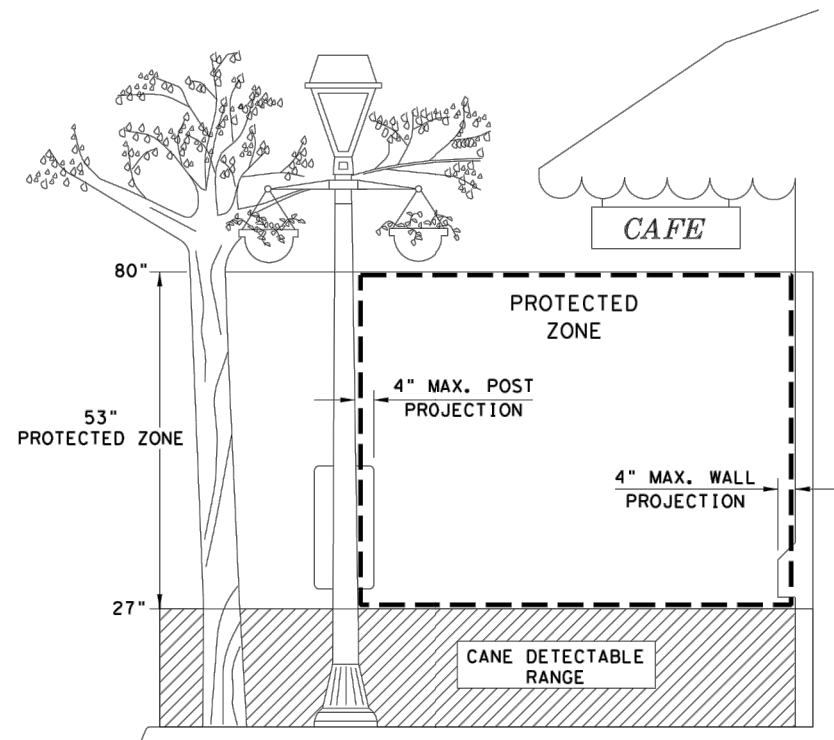 CAFE
80"
PROTECTED
ZONE
4" MAX. POST
PROJECTION
53"
PROTECTED ZONE
4" MAX. WALL
PROJECTION
27"
CANE DETECTABLE
RANGE